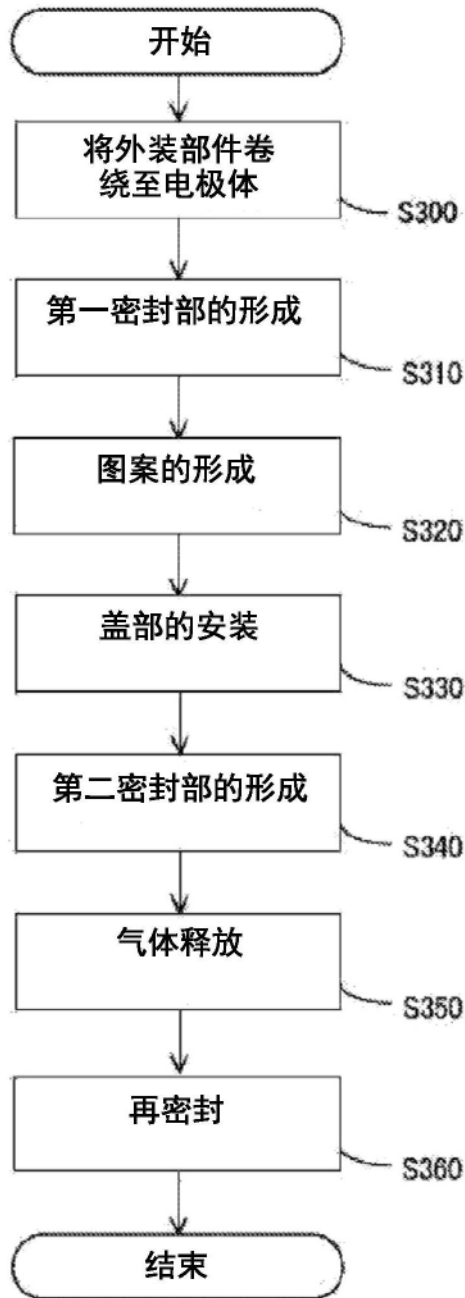 开始
将外装部件卷
绕至电极体
S300
第一密封部的形成
S310
图案的形成
S320
盖部的安装
S330
第二密封部的形成
S340
气体释放
S350
再密封
S360
结束